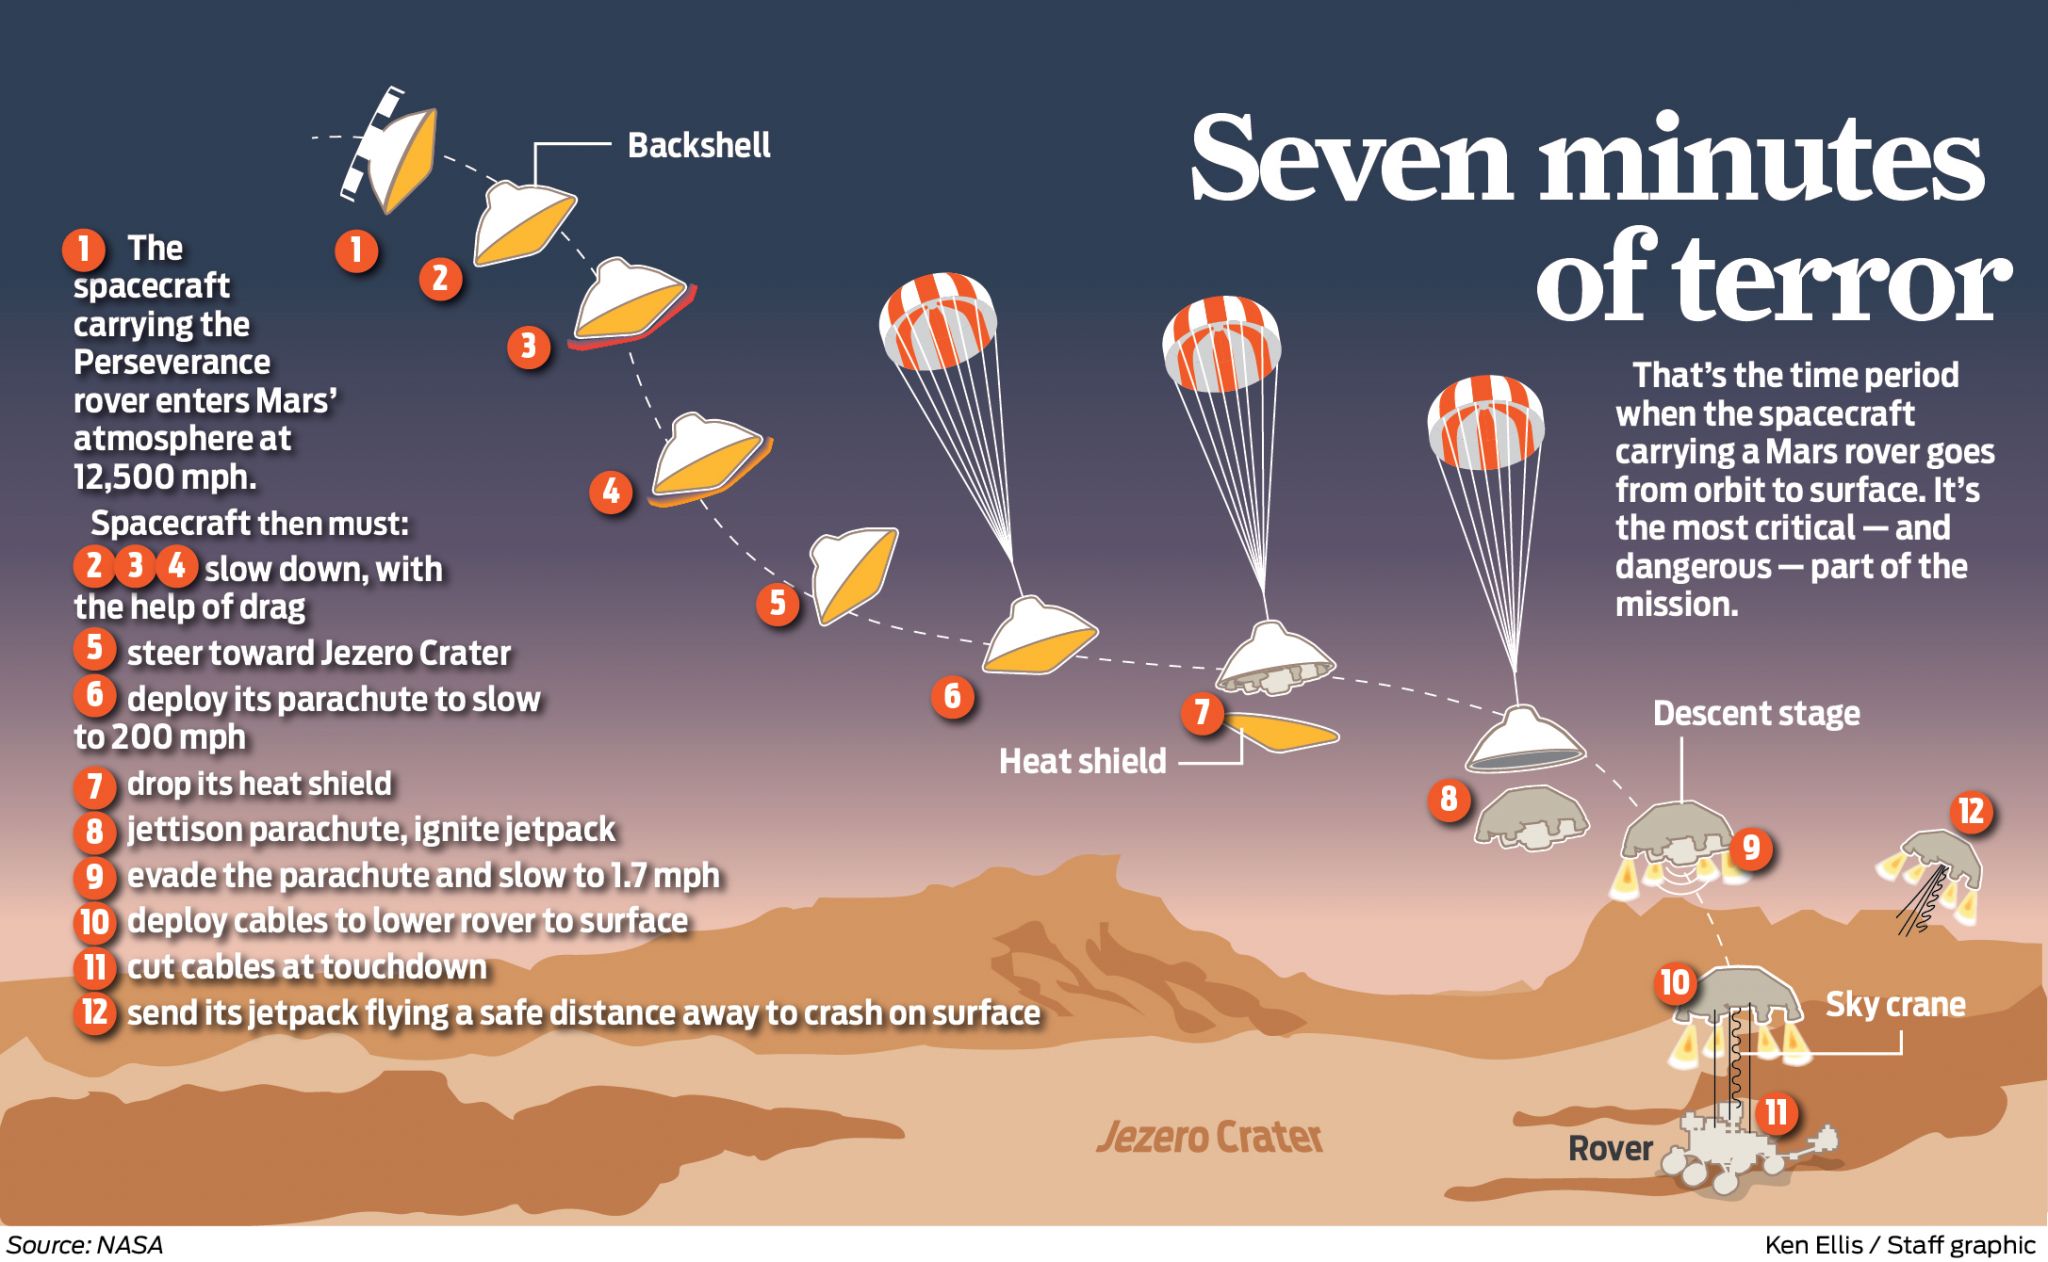 Seven minutes
of terror
That's the time period
when the spacecraft
carrying a Mars rover goes
from orbit to surface. It's
the most critical — and
dangerous — part of the
mission.
1 The
spacecraft
carrying the
Perseverance
rover enters Mars'
atmosphere at
12,500 mph.
Spacecraft then must:
2 3 4 slow down, with
the help of drag
5 steer toward Jezero Crater
6 deploy its parachute to slow
to 200 mph
7 drop its heat shield
8 jettison parachute, ignite jetpack
9 evade the parachute and slow to 1.7 mph
10 deploy cables to lower rover to surface
11 cut cables at touchdown
12 send its jetpack flying a safe distance away to crash on surface
Backshell
1
2
3
4
5
6
7
Heat shield
8
Descent stage
9
12
10
Sky crane
11
Rover
Jezero Crater
Source: NASA
Ken Ellis / Staff graphic